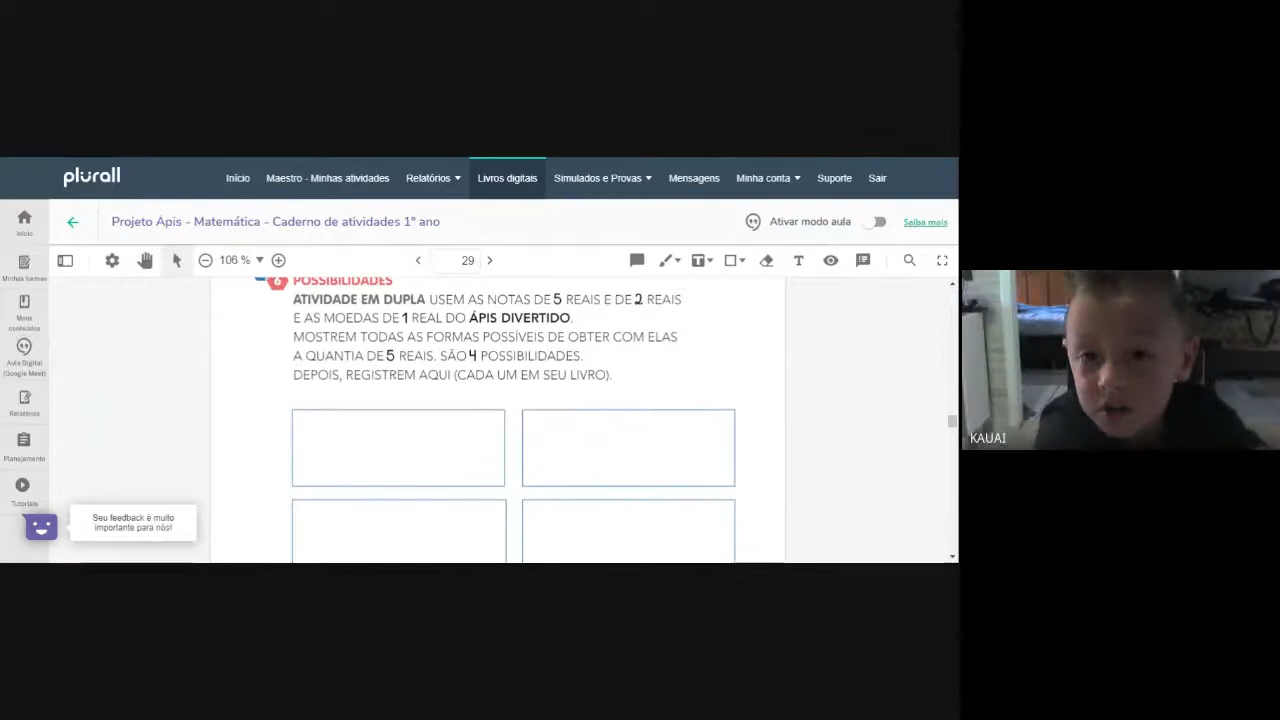 plurall
Início
Maestro - Minhas atividades
Relatórios
Livros digitais
Simulados e Provas
Mensagens
Minha conta
Suporte
Sair
Projeto Apis - Matemática - Caderno de atividades 1º ano
Ativar modo aula
Saiba mais
106 %
29
T
Início
Minhas turmas
Meus
conteúdos
Aula Digital
(Google Meet)
Relatórios
Planejamento
Tutoriais
Seu feedback é muito
importante para nós!
6 POSSIBILIDADES
ATIVIDADE EM DUPLA USEM AS NOTAS DE 5 REAIS E DE 2 REAIS
E AS MOEDAS DE 1 REAL DO ÁPIS DIVERTIDO.
MOSTREM TODAS AS FORMAS POSSÍVEIS DE OBTER COM ELAS
A QUANTIA DE 5 REAIS. SÃO 4 POSSIBILIDADES.
DEPOIS, REGISTREM AQUI (CADA UM EM SEU LIVRO).
KAUAI